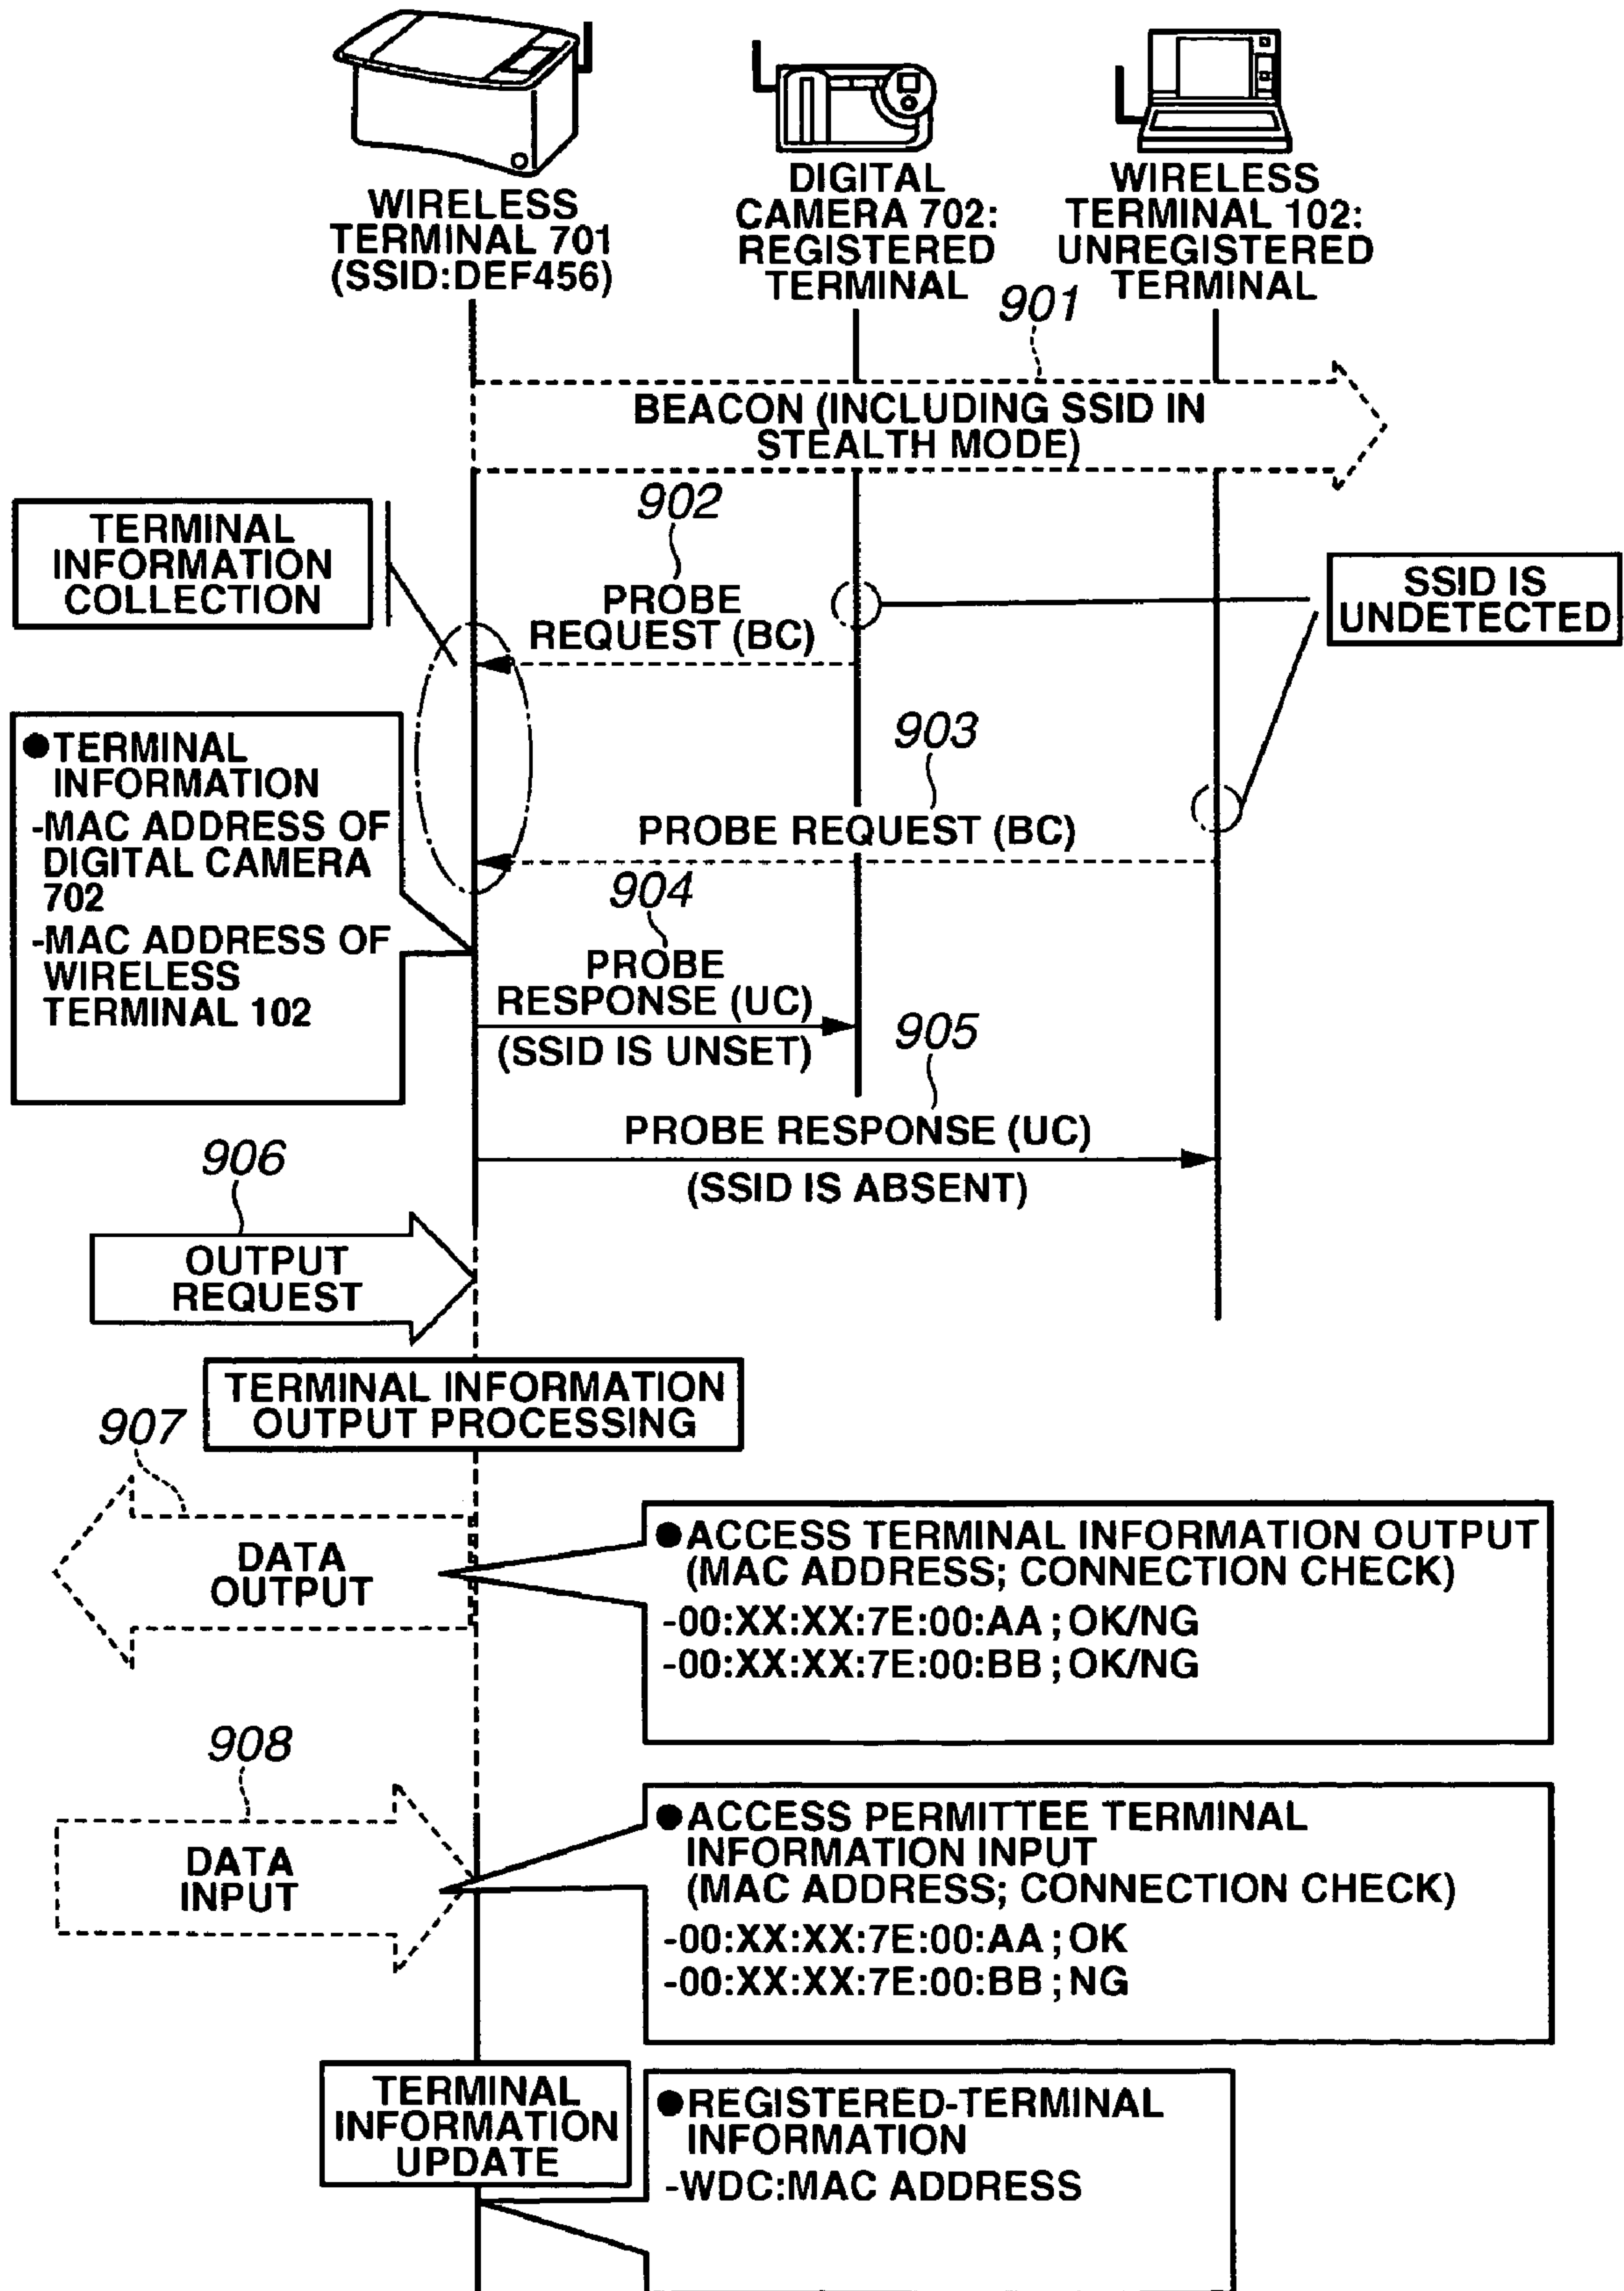 WIRELESS
TERMINAL 701
(SSID:DEF456)
DIGITAL
CAMERA 702:
REGISTERED
TERMINAL
WIRELESS
TERMINAL 102:
UNREGISTERED
TERMINAL
901
BEACON (INCLUDING SSID IN
STEALTH MODE)
902
TERMINAL
INFORMATION
COLLECTION
PROBE
REQUEST (BC)
SSID IS
UNDETECTED
903
●TERMINAL
INFORMATION
-MAC ADDRESS OF
DIGITAL CAMERA
702
-MAC ADDRESS OF
WIRELESS
TERMINAL 102
PROBE REQUEST (BC)
904
PROBE
RESPONSE (UC)
(SSID IS UNSET)
905
PROBE RESPONSE (UC)
(SSID IS ABSENT)
906
OUTPUT
REQUEST
TERMINAL INFORMATION
OUTPUT PROCESSING
907
DATA
OUTPUT
●ACCESS TERMINAL INFORMATION OUTPUT
(MAC ADDRESS; CONNECTION CHECK)
-00:XX:XX:7E:00:AA ; OK/NG
-00:XX:XX:7E:00:BB ; OK/NG
908
DATA
INPUT
●ACCESS PERMITTEE TERMINAL
INFORMATION INPUT
(MAC ADDRESS; CONNECTION CHECK)
-00:XX:XX:7E:00:AA ; OK
-00:XX:XX:7E:00:BB ; NG
TERMINAL
INFORMATION
UPDATE
●REGISTERED-TERMINAL
INFORMATION
-WDC:MAC ADDRESS